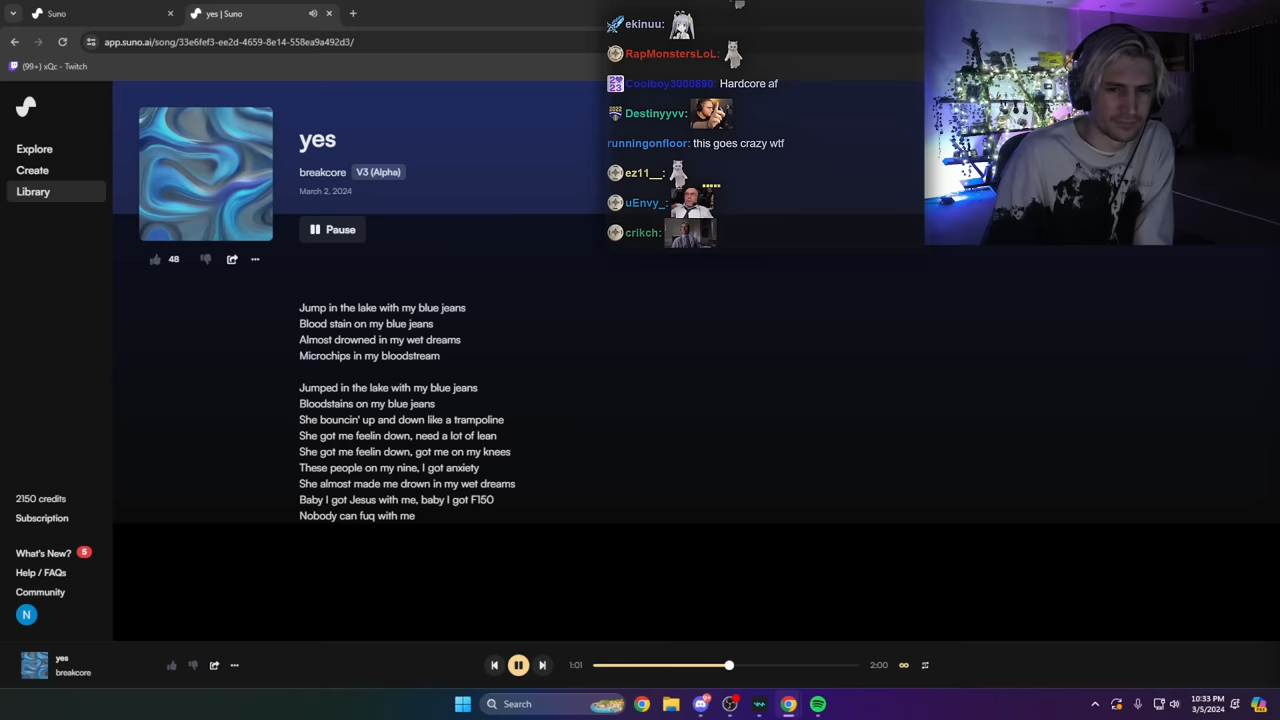 Suno
yes | Suno
app.suno.ai/song/33e6fef3-ee2d-4659-8e14-558ea9a492d3/
(99+) xQc - Twitch
Explore
Create
Library
2150 credits
Subscription
What's New? 5
Help / FAQs
Community
N
yes
breakcore V3 (Alpha)
March 2, 2024
Pause
48
Jump in the lake with my blue jeans
Blood stain on my blue jeans
Almost drowned in my wet dreams
Microchips in my bloodstream
Jumped in the lake with my blue jeans
Bloodstains on my blue jeans
She bouncin' up and down like a trampoline
She got me feelin down, need a lot of lean
She got me feelin down, got me on my knees
These people on my nine, I got anxiety
She almost made me drown in my wet dreams
Baby I got Jesus with me, baby I got F150
Nobody can fuq with me
ekinuu:
RapMonstersLoL:
Coolboy3000890: Hardcore af
Destinyyvv:
runningonfloor: this goes crazy wtf
ez11__:
uEnvy_:
crikch:
yes
breakcore
1:01
2:00
Search
10:33 PM
3/5/2024